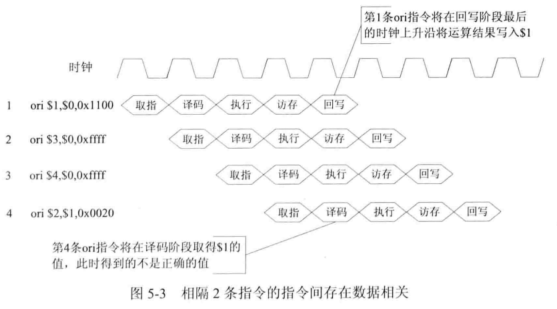 第1条ori指令将在回写阶段最后
的时钟上升沿将运算结果写入$1
时钟
1 ori $1,$0,0x1100 取指 译码 执行 访存 回写
2 ori $3,$0,0xffff 取指 译码 执行 访存 回写
3 ori $4,$0,0xffff 取指 译码 执行 访存 回写
4 ori $2,$1,0x0020 取指 译码 执行 访存 回写
第4条ori指令将在译码阶段取得$1的
值，此时得到的不是正确的值
图 5-3 相隔 2 条指令的指令间存在数据相关